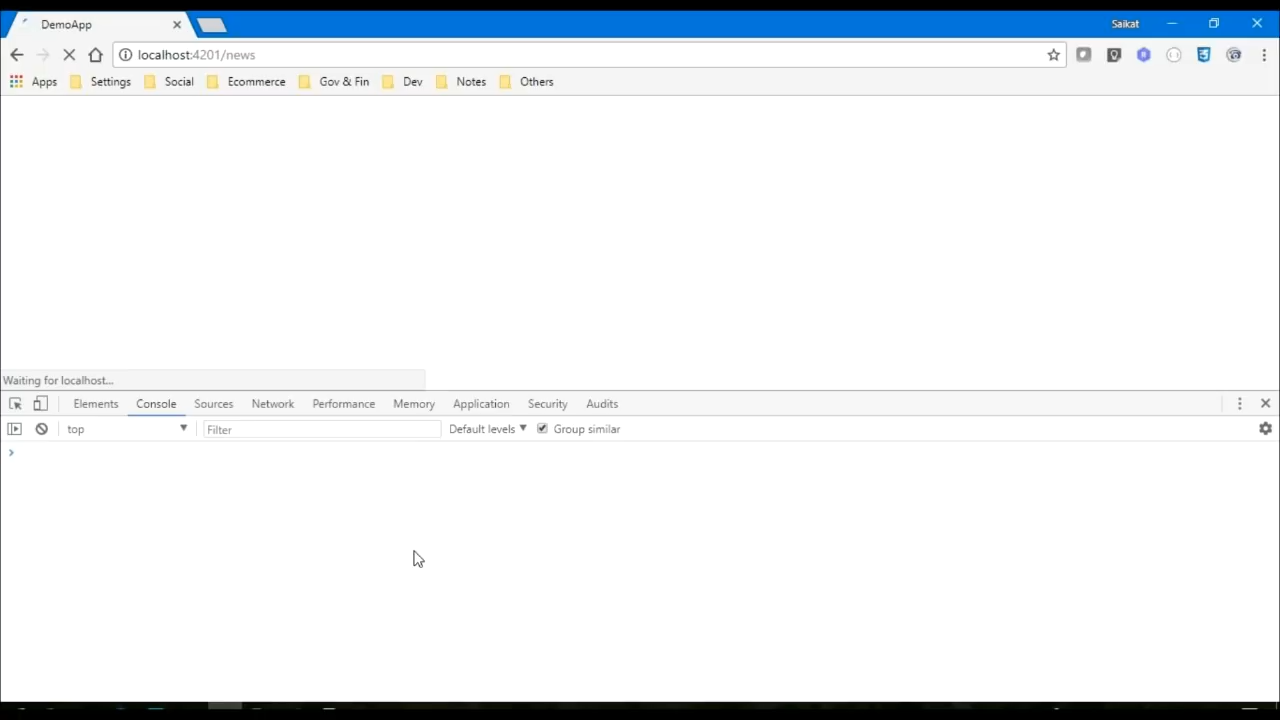 DemoApp
Saikat
localhost:4201/news
Apps Settings Social Ecommerce Gov & Fin Dev Notes Others
Waiting for localhost...
Elements Console Sources Network Performance Memory Application Security Audits
top Filter Default levels Group similar